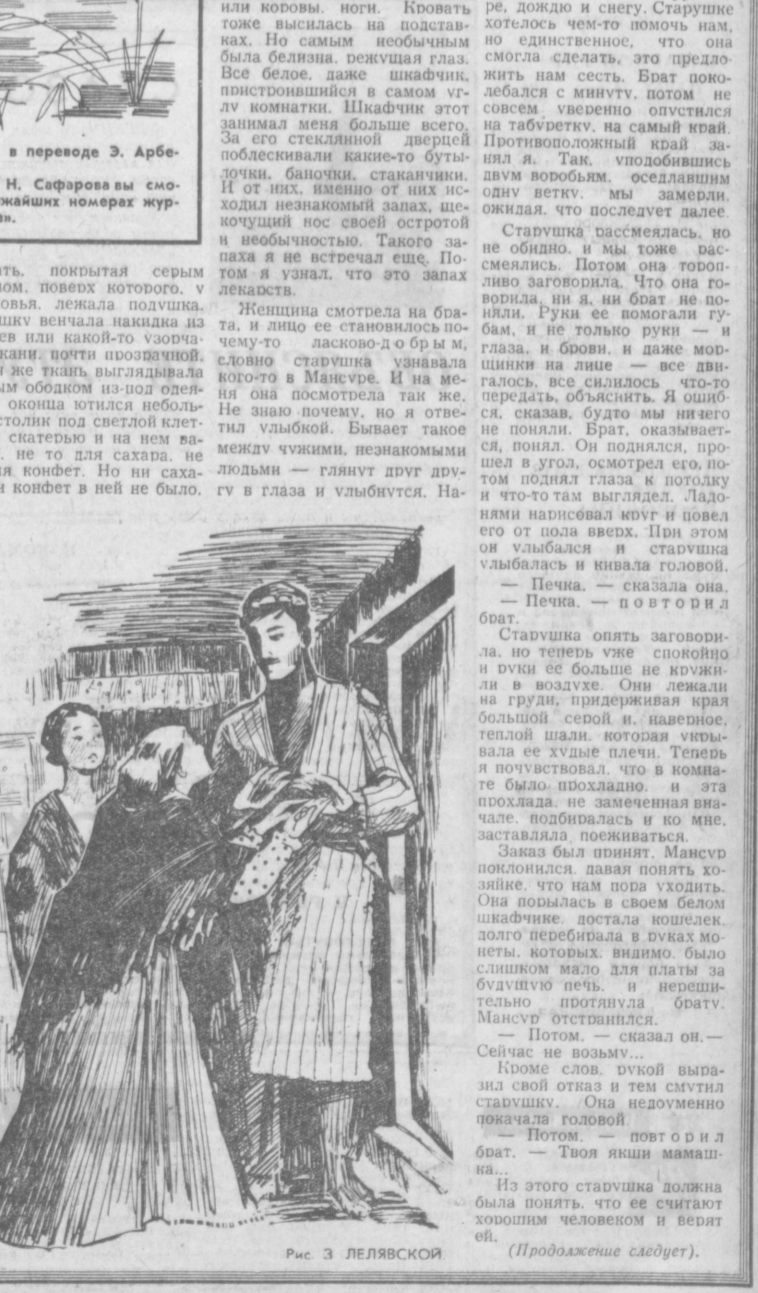 в переводе Э. Арбе-
Н. Сафарова вы смо-
жайших номерах жур-
ать, покрытая серым
ом, поверх которого, у
овья, лежала подушка.
шку венчала накидка из
ев или какой-то узорча-
кани, почти прозрачной.
я же ткань выглядывала
ым ободком из-под одея-
оконца ютился неболь-
столик под светлой клет-
скатерью и на нем ва-
не то для сахара, не
я конфет. Но ни саха-
и конфет в ней не было.
или коровы, ноги. Кровать
тоже высилась на подстав-
ках. Но самым необычным
была белизна, режущая глаз.
Все белое, даже шкафчик,
пристроившийся в самом уг-
лу комнатки. Шкафчик этот
занимал меня больше всего.
За его стеклянной дверцей
поблескивали какие-то буты-
лочки, баночки, стаканчики.
И от них, именно от них ис-
ходил незнакомый запах, ще-
кочущий нос своей остротой
и необычностью. Такого за-
паха я не встречал еще. По-
том я узнал, что это запах
лекарств.
Женщина смотрела на бра-
та, и лицо ее становилось по-
чему-то ласково-добрым,
словно старушка узнавала
кого-то в Мансуре. И на ме-
ня она посмотрела так же.
Не знаю почему, но я отве-
тил улыбкой. Бывает такое
между чужими, незнакомыми
людьми — глянут друг дру-
гу в глаза и улыбнутся. На-
ре, дождю и снегу. Старушке
хотелось чем-то помочь нам,
но единственное, что она
смогла сделать, это предло-
жить нам сесть. Брат поко-
лебался с минуту, потом не
совсем уверенно опустился
на табуретку, на самый край.
Противоположный край за-
нял я. Так, уподобившись
двум воробьям, оседлавшим
одну ветку, мы замерли,
ожидая, что последует далее.
Старушка рассмеялась, но
не обидно, и мы тоже рас-
смеялись. Потом она тороп-
ливо заговорила. Что она го-
ворила, ни я, ни брат не по-
няли. Руки ее помогали гу-
бам, и не только руки — и
глаза, и брови, и даже мор-
щинки на лице — все дви-
галось, все силилось что-то
передать, объяснить. Я ошиб-
ся, сказав, будто мы ничего
не поняли. Брат, оказывает-
ся, понял. Он поднялся, про-
шел в угол, осмотрел его, по-
том поднял глаза к потолку
и что-то там выглядел. Ладо-
нями нарисовал круг и повел
его от пола вверх. При этом
он улыбался и старушка
улыбалась и кивала головой.
— Печка, — сказала она.
— Печка, — повторил
брат.
Старушка опять заговори-
ла, но теперь уже спокойно
и руки ее больше не кружи-
ли в воздухе. Они лежали
на груди, придерживая края
большой серой и, наверное,
теплой шали, которая укры-
вала ее худые плечи. Теперь
я почувствовал, что в комна-
те было прохладно, и эта
прохлада, не замеченная вна-
чале, подбиралась и ко мне,
заставляла поеживаться.
Заказ был принят. Мансур
поклонился, давая понять хо-
зяйке, что нам пора уходить.
Она порылась в своем белом
шкафчике, достала кошелек,
долго перебирала в руках мо-
неты, которых, видимо, было
слишком мало для платы за
будущую печь, и нереши-
тельно протянула брату.
Мансур отстранился.
— Потом, — сказал он.—
Сейчас не возьму...
Кроме слов, рукой выра-
зил свой отказ и тем смутил
старушку. Она недоуменно
покачала головой.
— Потом, — повторил
брат. — Твоя якши мамаш-
ка...
Из этого старушка должна
была понять, что ее считают
хорошим человеком и верят
ей.
(Продолжение следует).
Рис. З ЛЕЛЯВСКОЙ